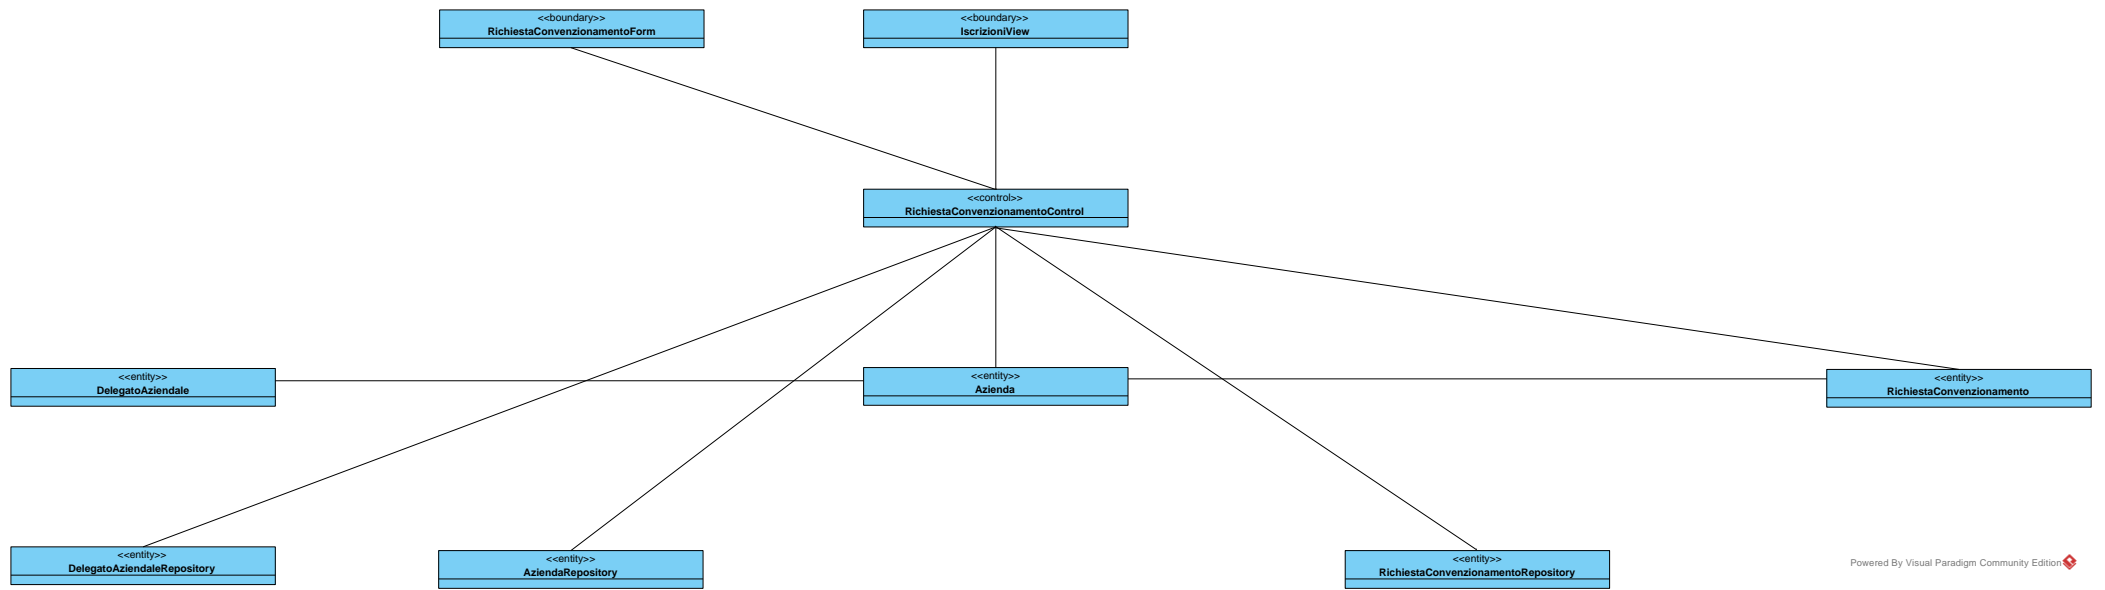 <<boundary>>
RichiestaConvenzionamentoForm
<<boundary>>
IscrizioniView
<<control>>
RichiestaConvenzionamentoControl
<<entity>>
DelegatoAziendale
<<entity>>
Azienda
<<entity>>
RichiestaConvenzionamento
<<entity>>
DelegatoAziendaleRepository
<<entity>>
AziendaRepository
<<entity>>
RichiestaConvenzionamentoRepository
Powered By Visual Paradigm Community Edition